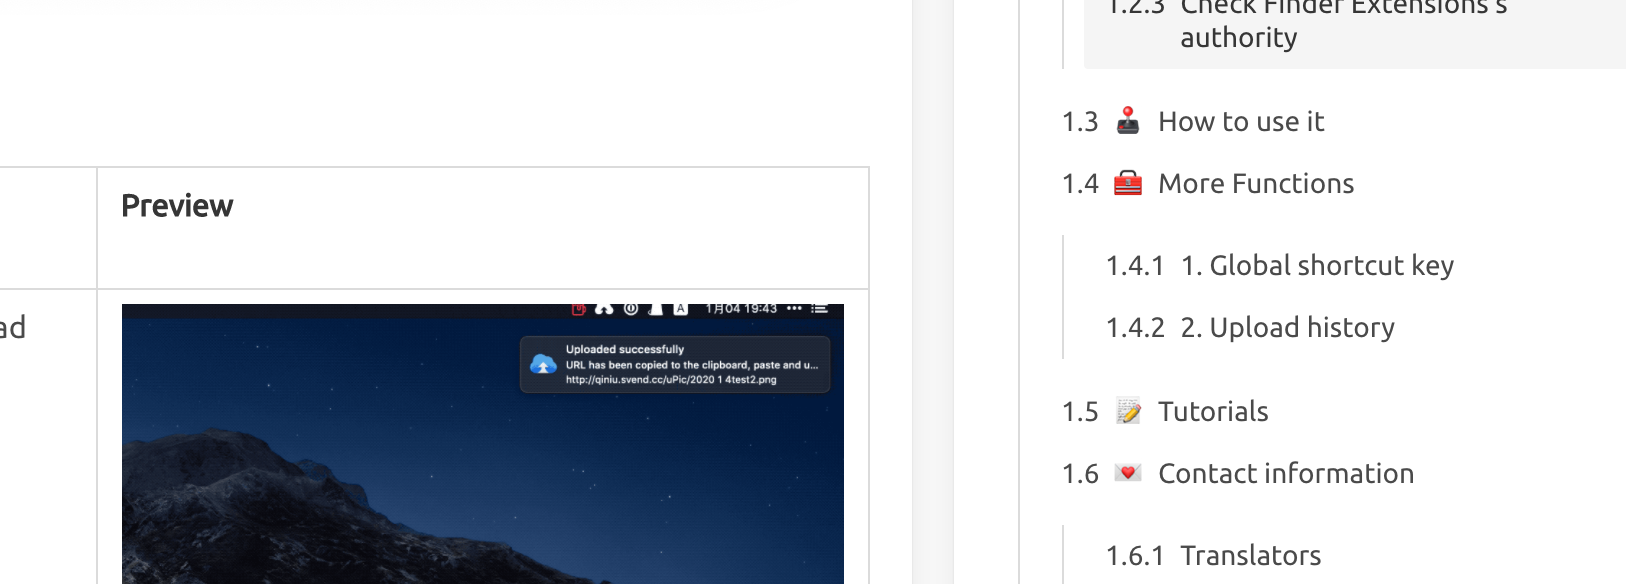 1.2.3 Check Finder Extensions's
authority
1.3 How to use it
1.4 More Functions
Preview
1.4.1 1. Global shortcut key
A 1月04 19:43
ad
1.4.2 2. Upload history
Uploaded successfully
URL has been copied to the clipboard, paste and u...
http://qiniu.svend.cc/uPic/2020 1 4test2.png
1.5 Tutorials
1.6 Contact information
1.6.1 Translators